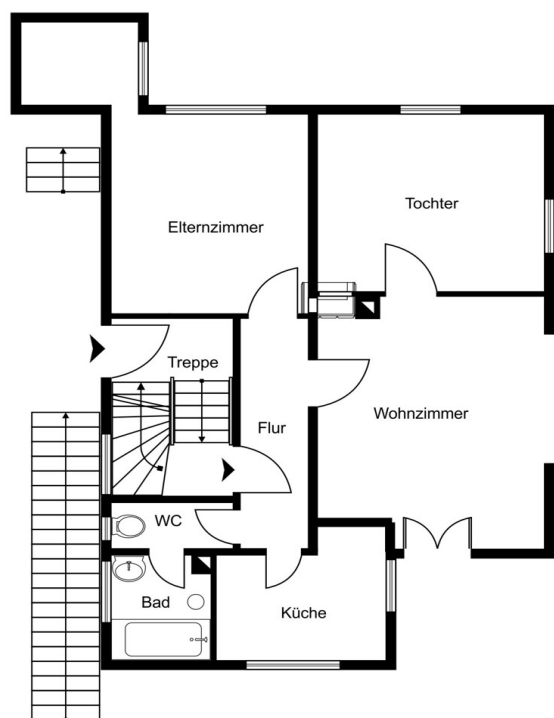 Tochter
Elternzimmer
Treppe
Wohnzimmer
Flur
WC
Bad
Küche